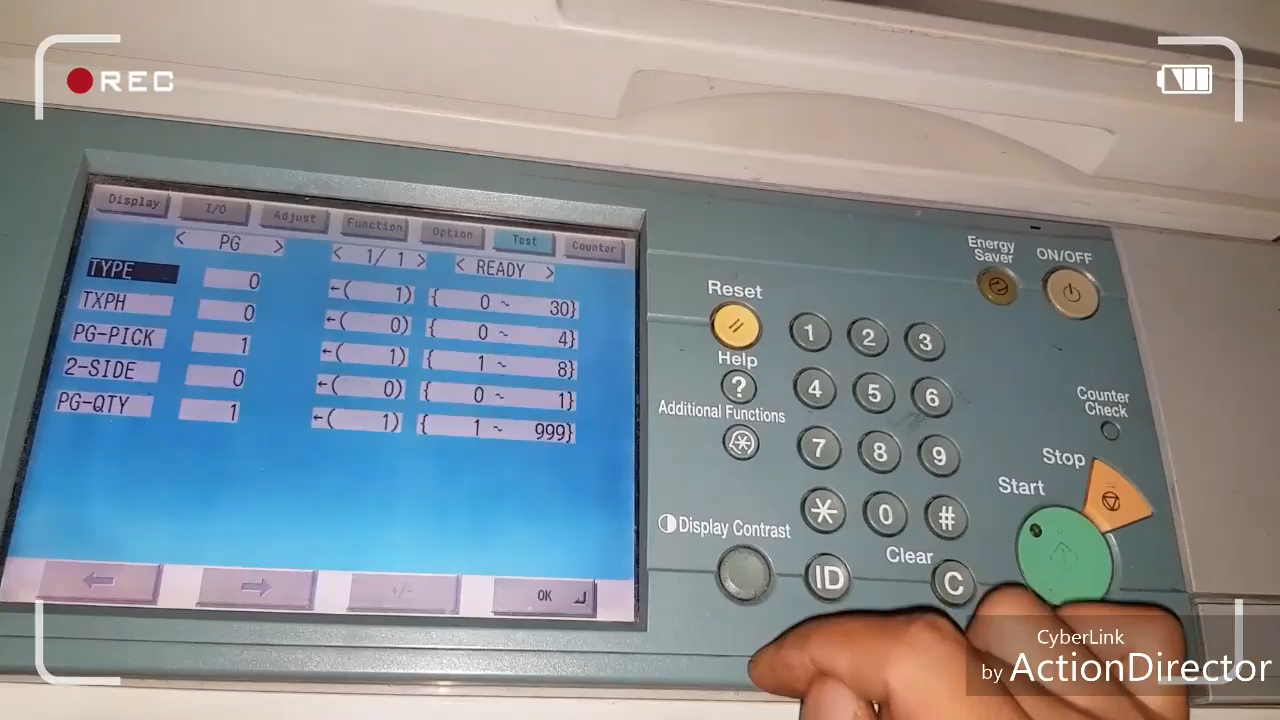 REC
Display I/O Adjust Function Option Test Counter
< PG > < 1/ 1 > < READY >
TYPE 0 ←( 1) { 0 ~ 30}
TXPH 0 ←( 0) { 0 ~ 4}
PG-PICK 1 ←( 1) { 1 ~ 8}
2-SIDE 0 ←( 0) { 0 ~ 1}
PG-QTY 1 ←( 1) { 1 ~ 999}
← → +/- OK
Energy
Saver
ON/OFF
Reset
Help
?
Additional Functions
Display Contrast
1 2 3
4 5 6
7 8 9
* 0 #
ID
Clear
C
Counter
Check
Stop
Start
CyberLink
by ActionDirector